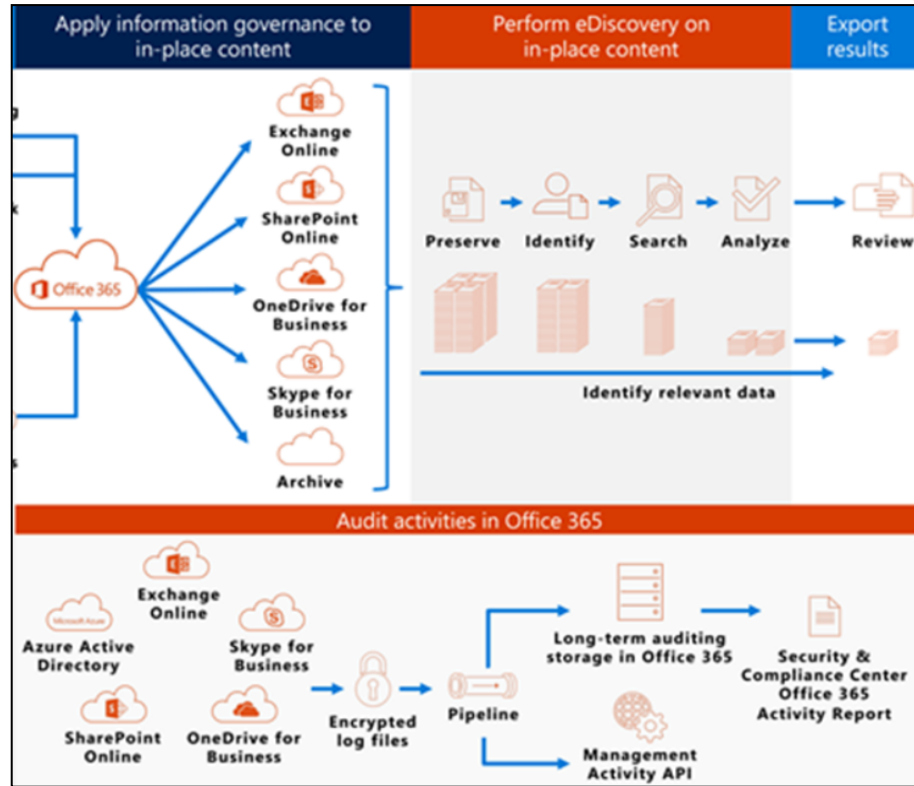 Apply information governance to
in-place content
Perform eDiscovery on
in-place content
Export
results
g
k
s
Office 365
Exchange
Online
SharePoint
Online
OneDrive for
Business
Skype for
Business
Archive
Preserve
Identify
Search
Analyze
Review
Identify relevant data
Audit activities in Office 365
Exchange
Online
Microsoft Azure
Azure Active
Directory
Skype for
Business
SharePoint
Online
OneDrive for
Business
Encrypted
log files
Pipeline
Long-term auditing
storage in Office 365
Management
Activity API
Security &
Compliance Center
Office 365
Activity Report